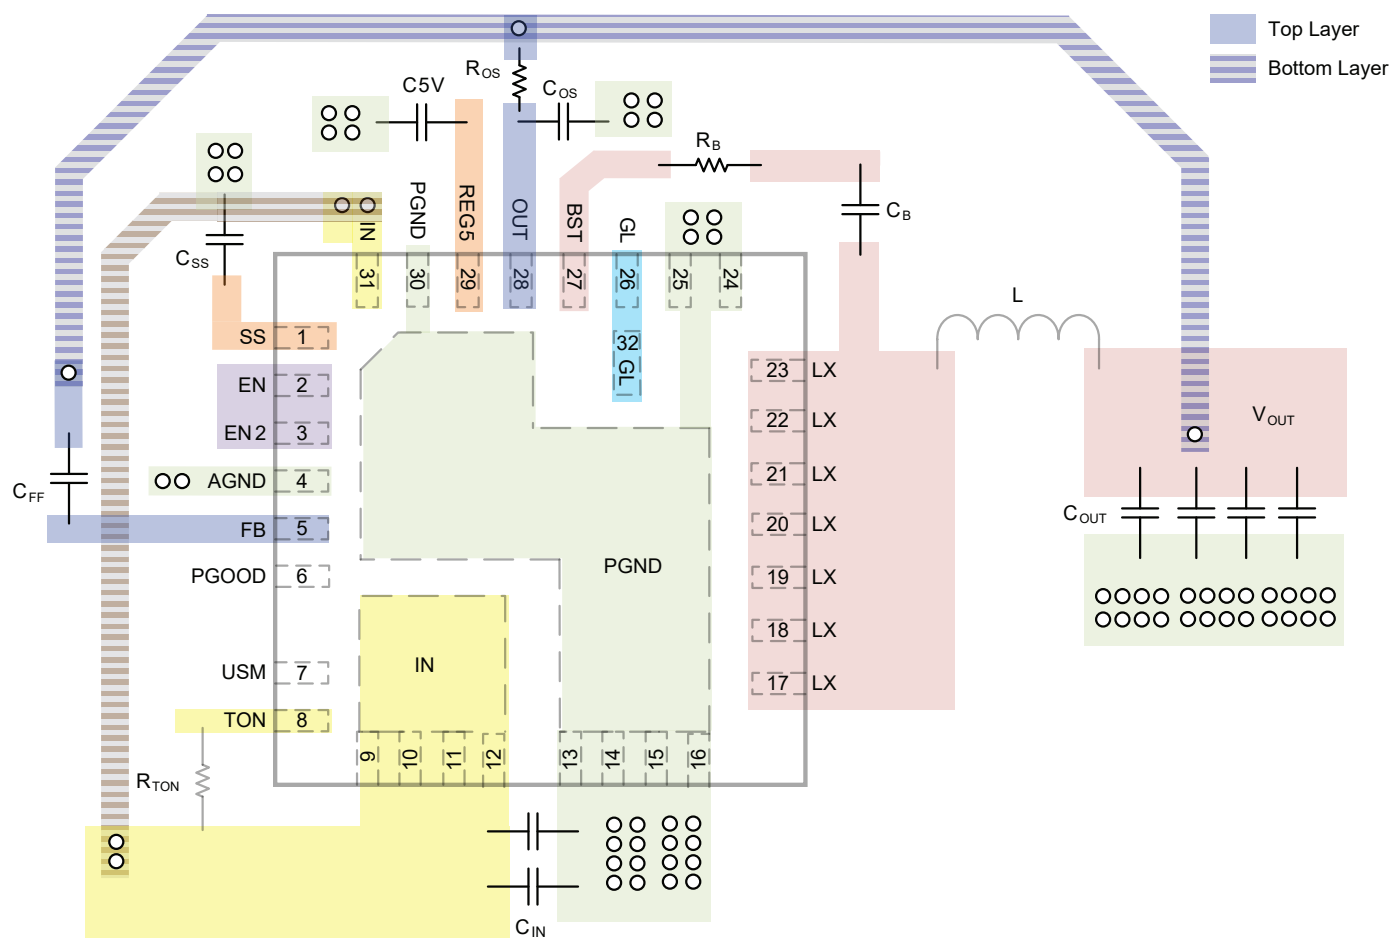 Top Layer
Bottom Layer
ROS
C5V
COS
RB
CB
CSS
IN
PGND
REG5
OUT
BST
GL
31
30
29
28
27
26
25
24
L
SS 1
EN 2
EN2 3
AGND 4
FB 5
PGOOD 6
USM 7
TON 8
32
GL
23 LX
22 LX
21 LX
20 LX
19 LX
18 LX
17 LX
VOUT
COUT
CFF
PGND
IN
RTON
9
10
11
12
13
14
15
16
CIN